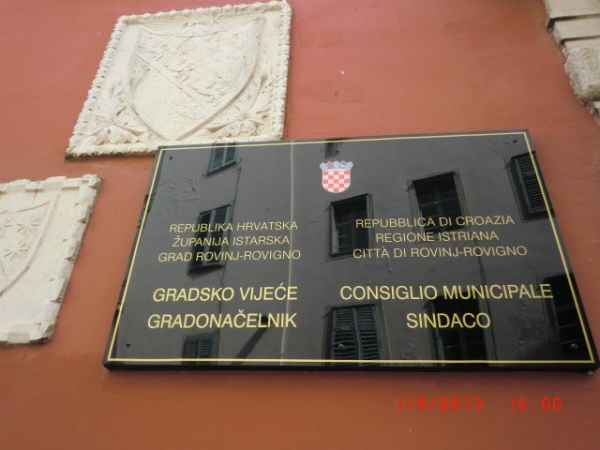 REPUBLIKA HRVATSKA
ŽUPANIJA ISTARSKA
GRAD ROVINJ-ROVIGNO
GRADSKO VIJEĆE
GRADONAČELNIK
REPUBBLICA DI CROAZIA
REGIONE ISTRIANA
CITTÀ DI ROVINJ-ROVIGNO
CONSIGLIO MUNICIPALE
SINDACO
1/5/2013 16:00